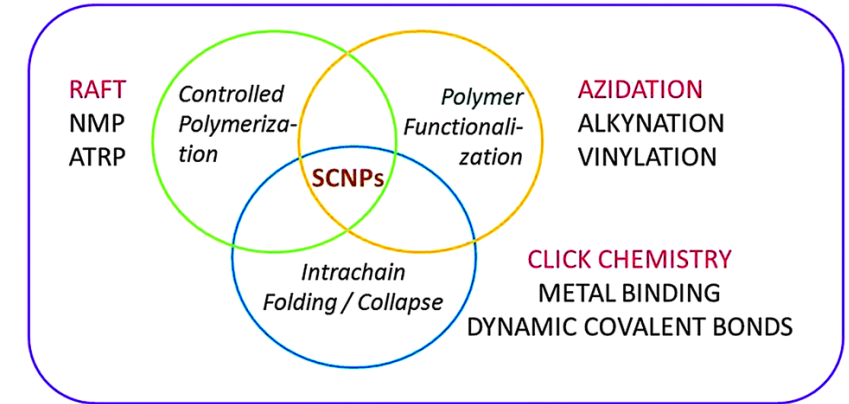 RAFT
NMP
ATRP
Controlled
Polymeriza-
tion
Polymer
Functionali-
zation
AZIDATION
ALKYNATION
VINYLATION
SCNPs
Intrachain
Folding / Collapse
CLICK CHEMISTRY
METAL BINDING
DYNAMIC COVALENT BONDS